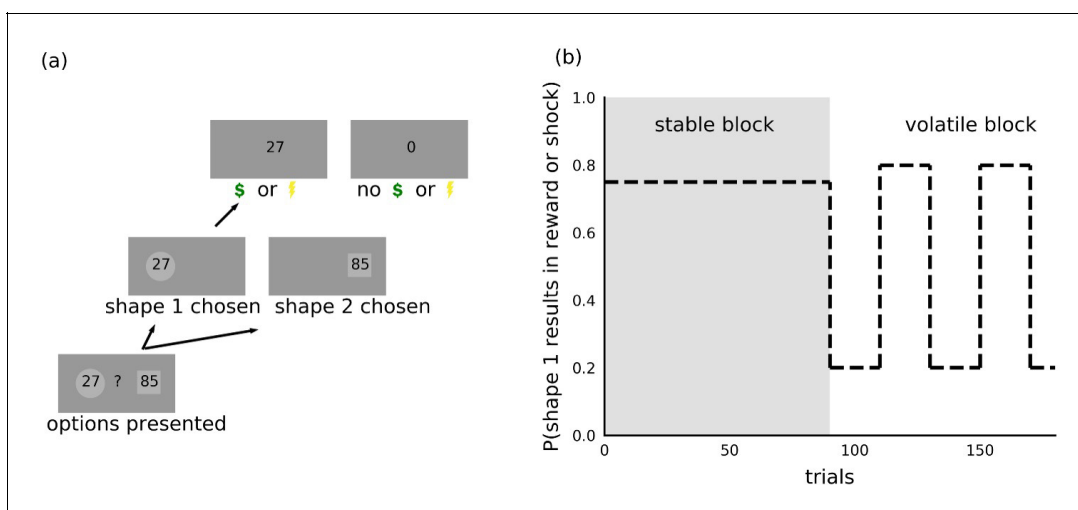 (a)
27
0
$ or
no $ or
27
85
shape 1 chosen
shape 2 chosen
27 ? 85
options presented
(b)
P(shape 1 results in reward or shock)
1.0
0.8
0.6
0.4
0.2
0.0
stable block
volatile block
0
50
100
150
trials